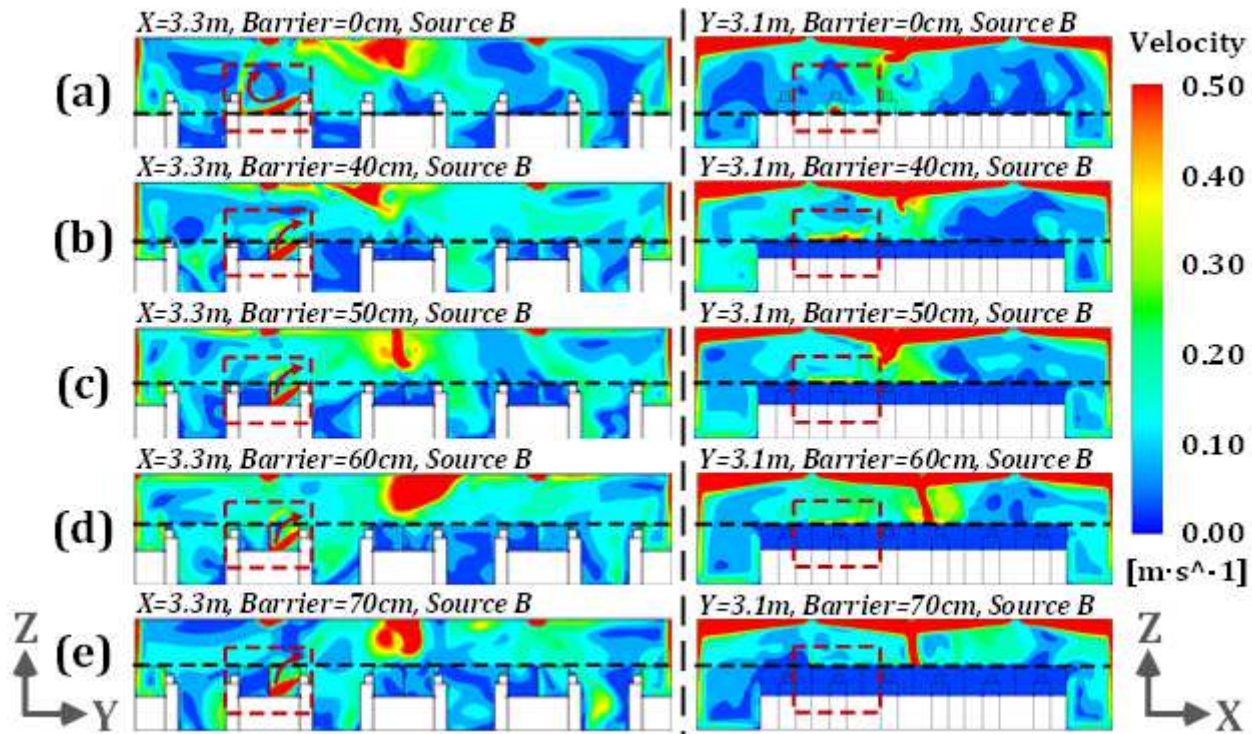 X=3.3m, Barrier=0cm, Source B
Y=3.1m, Barrier=0cm, Source B
(a)
X=3.3m, Barrier=40cm, Source B
Y=3.1m, Barrier=40cm, Source B
(b)
X=3.3m, Barrier=50cm, Source B
Y=3.1m, Barrier=50cm, Source B
(c)
X=3.3m, Barrier=60cm, Source B
Y=3.1m, Barrier=60cm, Source B
(d)
X=3.3m, Barrier=70cm, Source B
Y=3.1m, Barrier=70cm, Source B
(e)
Z
Y
Velocity
0.50
0.40
0.30
0.20
0.10
0.00
[m·s^-1]
Z
X